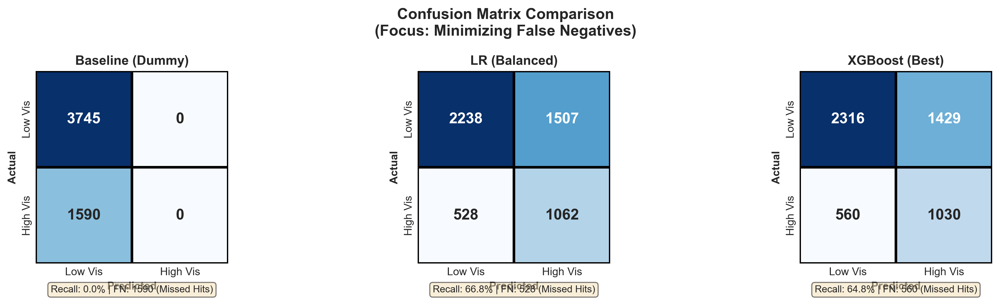 Confusion Matrix Comparison
(Focus: Minimizing False Negatives)
Baseline (Dummy)
Actual
Low Vis
High Vis
3745
0
1590
0
Low Vis
High Vis
Predicted
Recall: 0.0% | FN: 1590 (Missed Hits)
LR (Balanced)
Actual
Low Vis
High Vis
2238
1507
528
1062
Low Vis
High Vis
Predicted
Recall: 66.8% | FN: 528 (Missed Hits)
XGBoost (Best)
Actual
Low Vis
High Vis
2316
1429
560
1030
Low Vis
High Vis
Predicted
Recall: 64.8% | FN: 560 (Missed Hits)